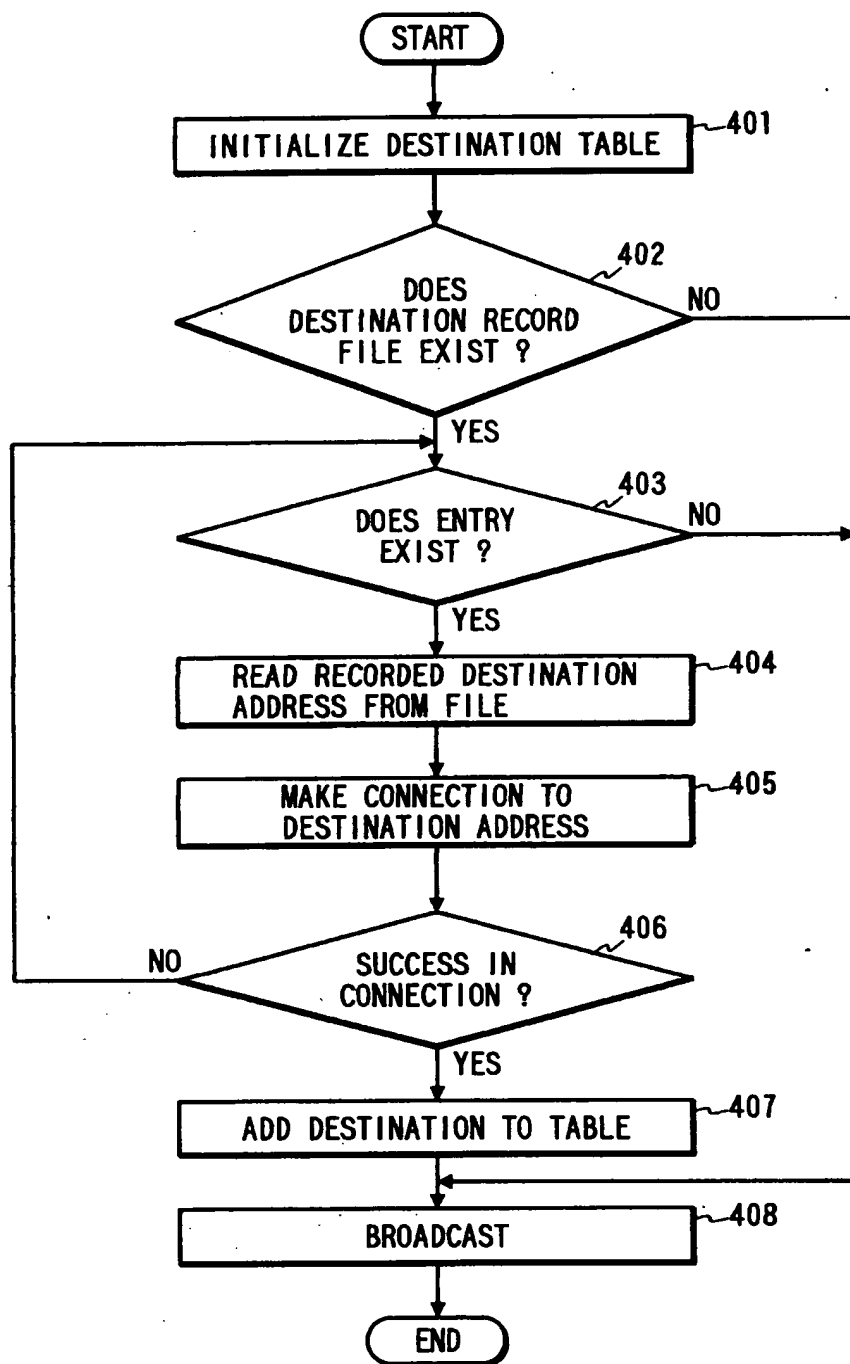 START
INITIALIZE DESTINATION TABLE
401
402
DOES
DESTINATION RECORD
FILE EXIST ?
NO
YES
403
DOES ENTRY
EXIST ?
NO
YES
READ RECORDED DESTINATION
ADDRESS FROM FILE
404
MAKE CONNECTION TO
DESTINATION ADDRESS
405
406
NO
SUCCESS IN
CONNECTION ?
YES
ADD DESTINATION TO TABLE
407
BROADCAST
408
END